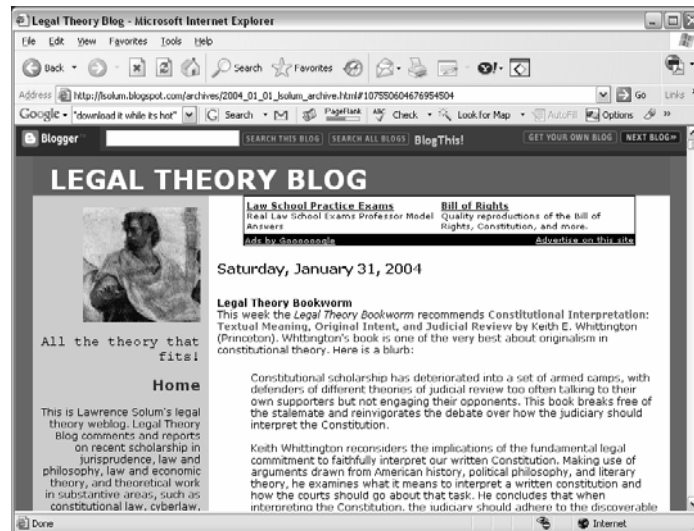 Legal Theory Blog - Microsoft Internet Explorer
File Edit View Favorites Tools Help
Back Search Favorites
Address http://lsolum.blogspot.com/archives/2004_01_01_lsolum_archive.html#107550604676954504 Go Links
Google "download it while its hot" Search PageRank Check Look for Map AutoFill Options »
Blogger SEARCH THIS BLOG SEARCH ALL BLOGS BlogThis! GET YOUR OWN BLOG NEXT BLOG»
LEGAL THEORY BLOG
Law School Practice Exams
Real Law School Exams Professor Model
Answers
Bill of Rights
Quality reproductions of the Bill of
Rights, Constitution, and more.
Ads by Goooooogle Advertise on this site
All the theory that
fits!
Home
This is Lawrence Solum's legal
theory weblog. Legal Theory
Blog comments and reports
on recent scholarship in
jurisprudence, law and
philosophy, law and economic
theory, and theoretical work
in substantive areas, such as
constitutional law, cyberlaw,
Saturday, January 31, 2004
Legal Theory Bookworm
This week the Legal Theory Bookworm recommends Constitutional Interpretation:
Textual Meaning, Original Intent, and Judicial Review by Keith E. Whittington
(Princeton). Whittington's book is one of the very best about originalism in
constitutional theory. Here is a blurb:
Constitutional scholarship has deteriorated into a set of armed camps, with
defenders of different theories of judicial review too often talking to their
own supporters but not engaging their opponents. This book breaks free of
the stalemate and reinvigorates the debate over how the judiciary should
interpret the Constitution.
Keith Whittington reconsiders the implications of the fundamental legal
commitment to faithfully interpret our written Constitution. Making use of
arguments drawn from American history, political philosophy, and literary
theory, he examines what it means to interpret a written constitution and
how the courts should go about that task. He concludes that when
interpreting the Constitution, the judiciary should adhere to the discoverable
Done Internet